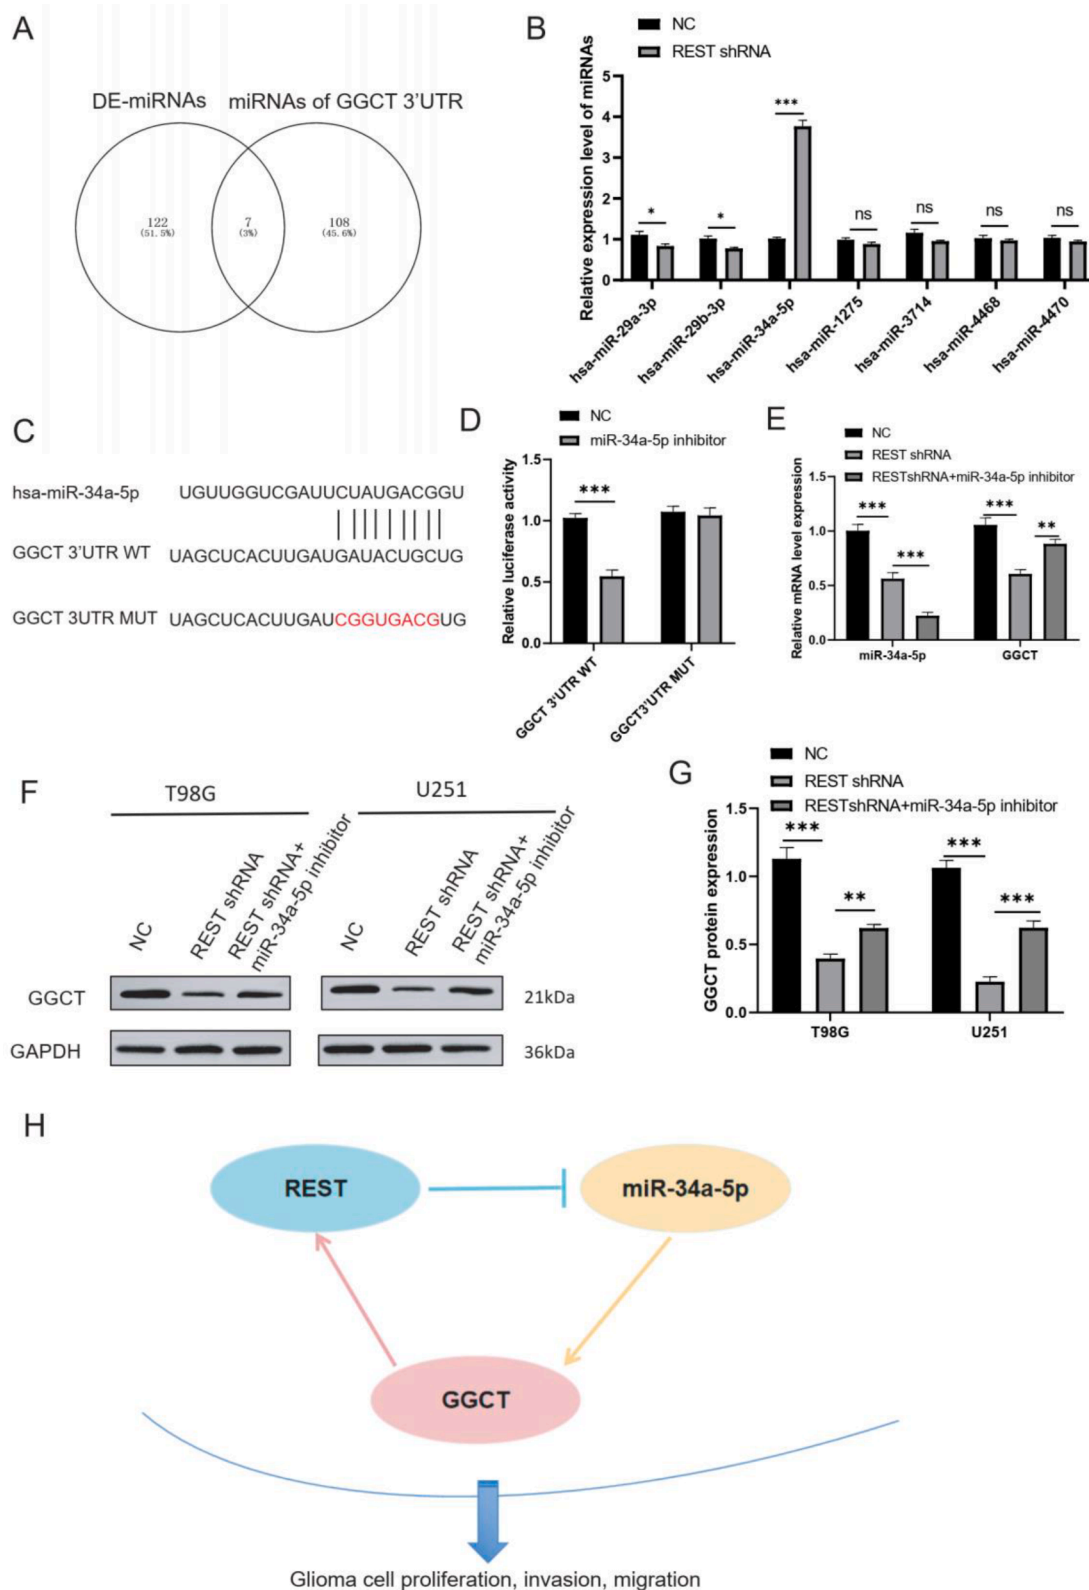 A
DE-miRNAs
miRNAs of GGCT 3'UTR
122
(51.5%)
7
(3%)
108
(45.6%)
B
NC
REST shRNA
Relative expression level of miRNAs
5
4
3
2
1
0
***
*
*
ns
ns
ns
ns
hsa-miR-29a-3p
hsa-miR-29b-3p
hsa-miR-34a-5p
hsa-miR-1275
hsa-miR-3714
hsa-miR-4468
hsa-miR-4470
C
hsa-miR-34a-5p UGUUGGUCGAUUCUAUGACGGU
GGCT 3'UTR WT UAGCUCACUUGAUGAUACUGCUG
GGCT 3UTR MUT UAGCUCACUUGAUCGGUGACGUG
D
NC
miR-34a-5p inhibitor
Relative luciferase activity
1.5
1.0
0.5
0.0
***
GGCT 3'UTR WT
GGCT3'UTR MUT
E
NC
REST shRNA
RESTshRNA+miR-34a-5p inhibitor
Relative mRNA level expression
1.5
1.0
0.5
0.0
***
***
***
**
miR-34a-5p
GGCT
F
T98G
U251
NC
REST shRNA
REST shRNA+
miR-34a-5p inhibitor
NC
REST shRNA
REST shRNA+
miR-34a-5p inhibitor
GGCT
21kDa
GAPDH
36kDa
G
NC
REST shRNA
RESTshRNA+miR-34a-5p inhibitor
GGCT protein expression
1.5
1.0
0.5
0.0
***
**
***
***
T98G
U251
H
REST
miR-34a-5p
GGCT
Glioma cell proliferation, invasion, migration